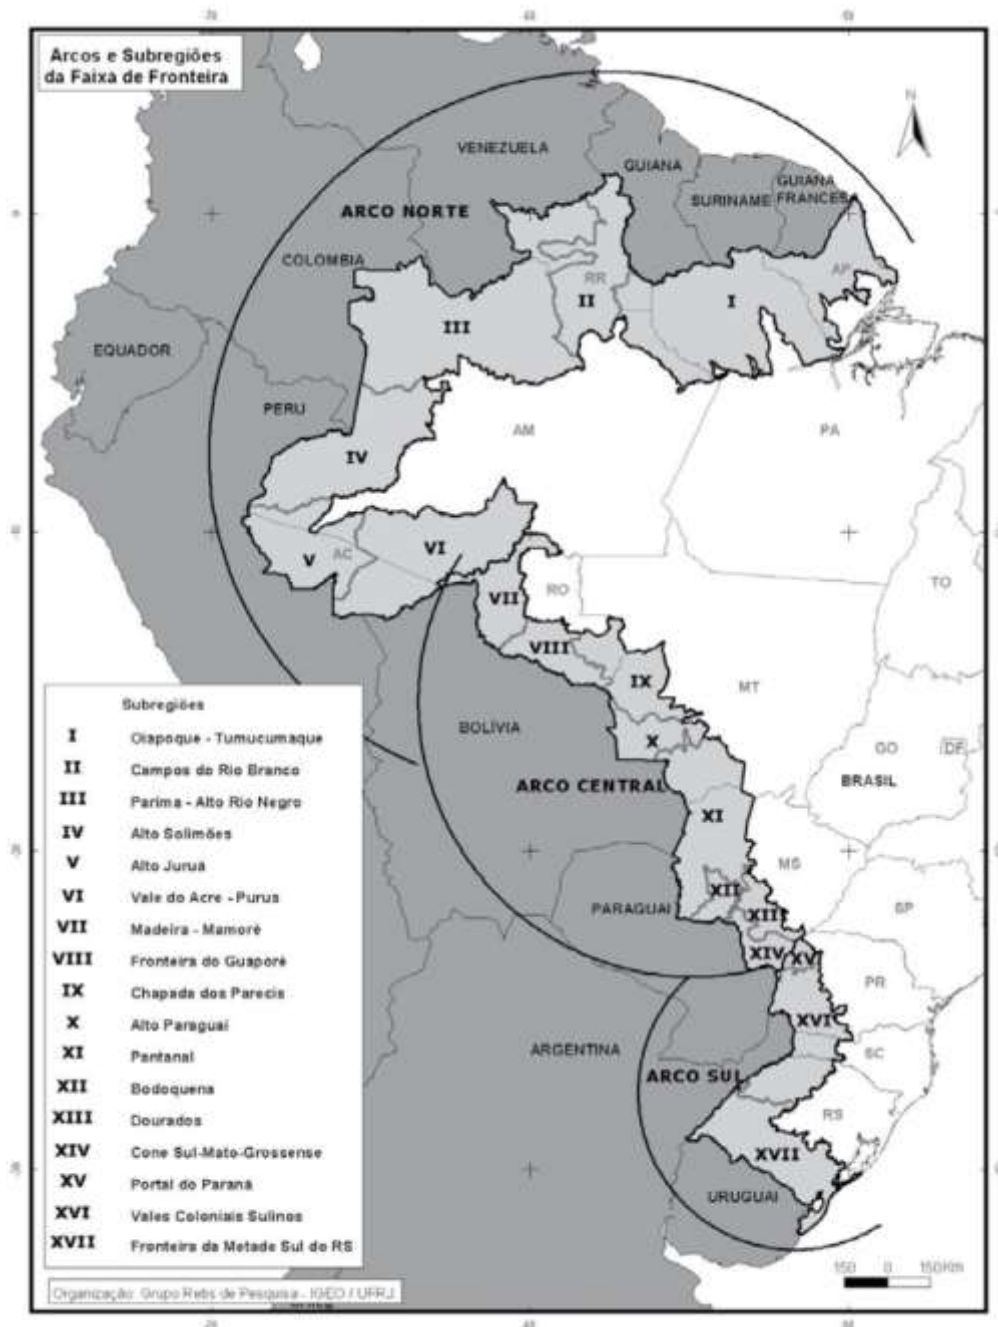 Arcos e Subregiões
da Faixa de Fronteira
N
VENEZUELA
GUIANA
SURINAME
GUIANA
FRANCES
ARCO NORTE
COLOMBIA
AP
RR
II
I
III
EQUADOR
PERU
AM
PA
IV
V
AC
VI
TO
VII
RO
VIII
IX
MT
BOLÍVIA
X
GO
DF
BRASIL
ARCO CENTRAL
XI
MS
XII
SP
PARAGUAI
XIII
XIV
XV
PR
XVI
ARGENTINA
SC
ARCO SUL
RS
XVII
URUGUAI
Subregiões
I Oiapoque - Tumucumaque
II Campos do Rio Branco
III Parima - Alto Rio Negro
IV Alto Solimões
V Alto Juruá
VI Vale do Acre - Purus
VII Madeira - Mamoré
VIII Fronteira do Guaporé
IX Chapada dos Parecis
X Alto Paraguai
XI Pantanal
XII Bodoquena
XIII Dourados
XIV Cone Sul-Mato-Grossense
XV Portal do Paraná
XVI Vales Coloniais Sulinos
XVII Fronteira da Metade Sul do RS
150 0 150 Km
Organização: Grupo Retis de Pesquisa - IGEO / UFRJ